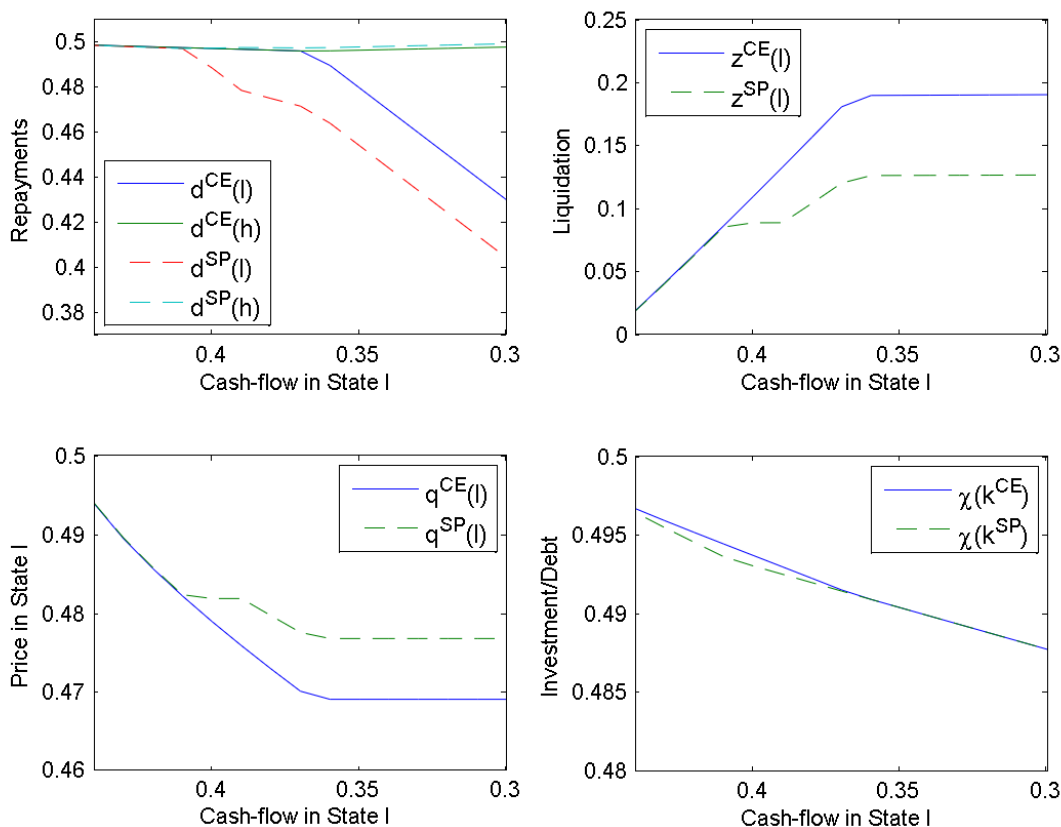 0.5
0.48
0.46
0.44
0.42
0.4
0.38
Repayments
d^CE(l)
d^CE(h)
d^SP(l)
d^SP(h)
0.4 0.35 0.3
Cash-flow in State l
0.25
0.2
0.15
0.1
0.05
0
Liquidation
z^CE(l)
z^SP(l)
0.4 0.35 0.3
Cash-flow in State l
0.5
0.49
0.48
0.47
0.46
Price in State l
q^CE(l)
q^SP(l)
0.4 0.35 0.3
Cash-flow in State l
0.5
0.495
0.49
0.485
0.48
Investment/Debt
χ(k^CE)
χ(k^SP)
0.4 0.35 0.3
Cash-flow in State l